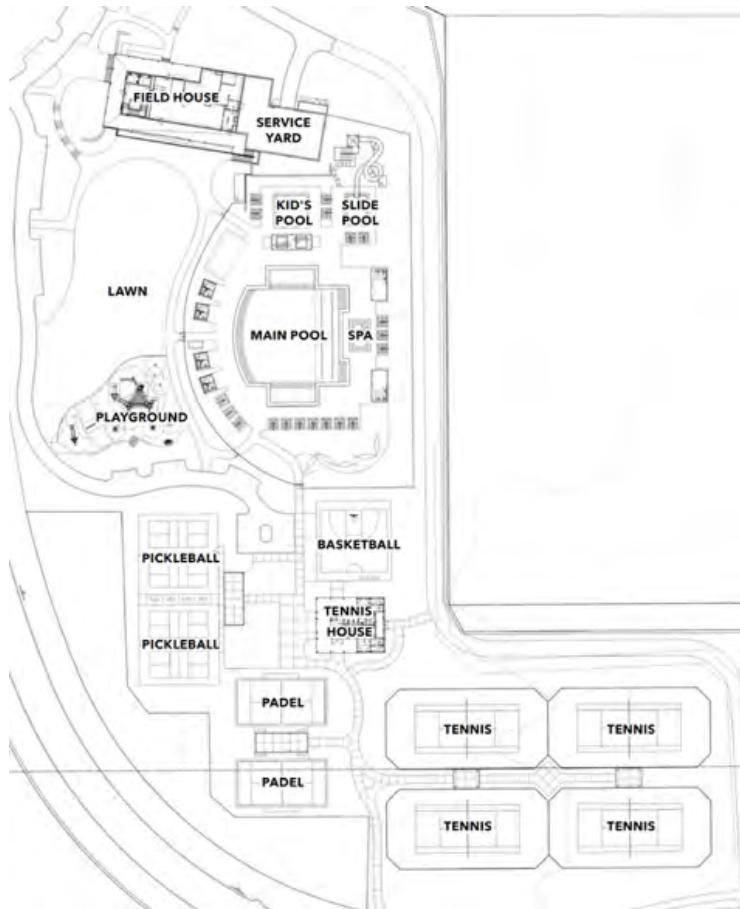 FIELD HOUSE
SERVICE
YARD
KID'S
POOL
SLIDE
POOL
LAWN
MAIN POOL
SPA
PLAYGROUND
PICKLEBALL
BASKETBALL
TENNIS
HOUSE
PICKLEBALL
PADEL
TENNIS
TENNIS
PADEL
TENNIS
TENNIS